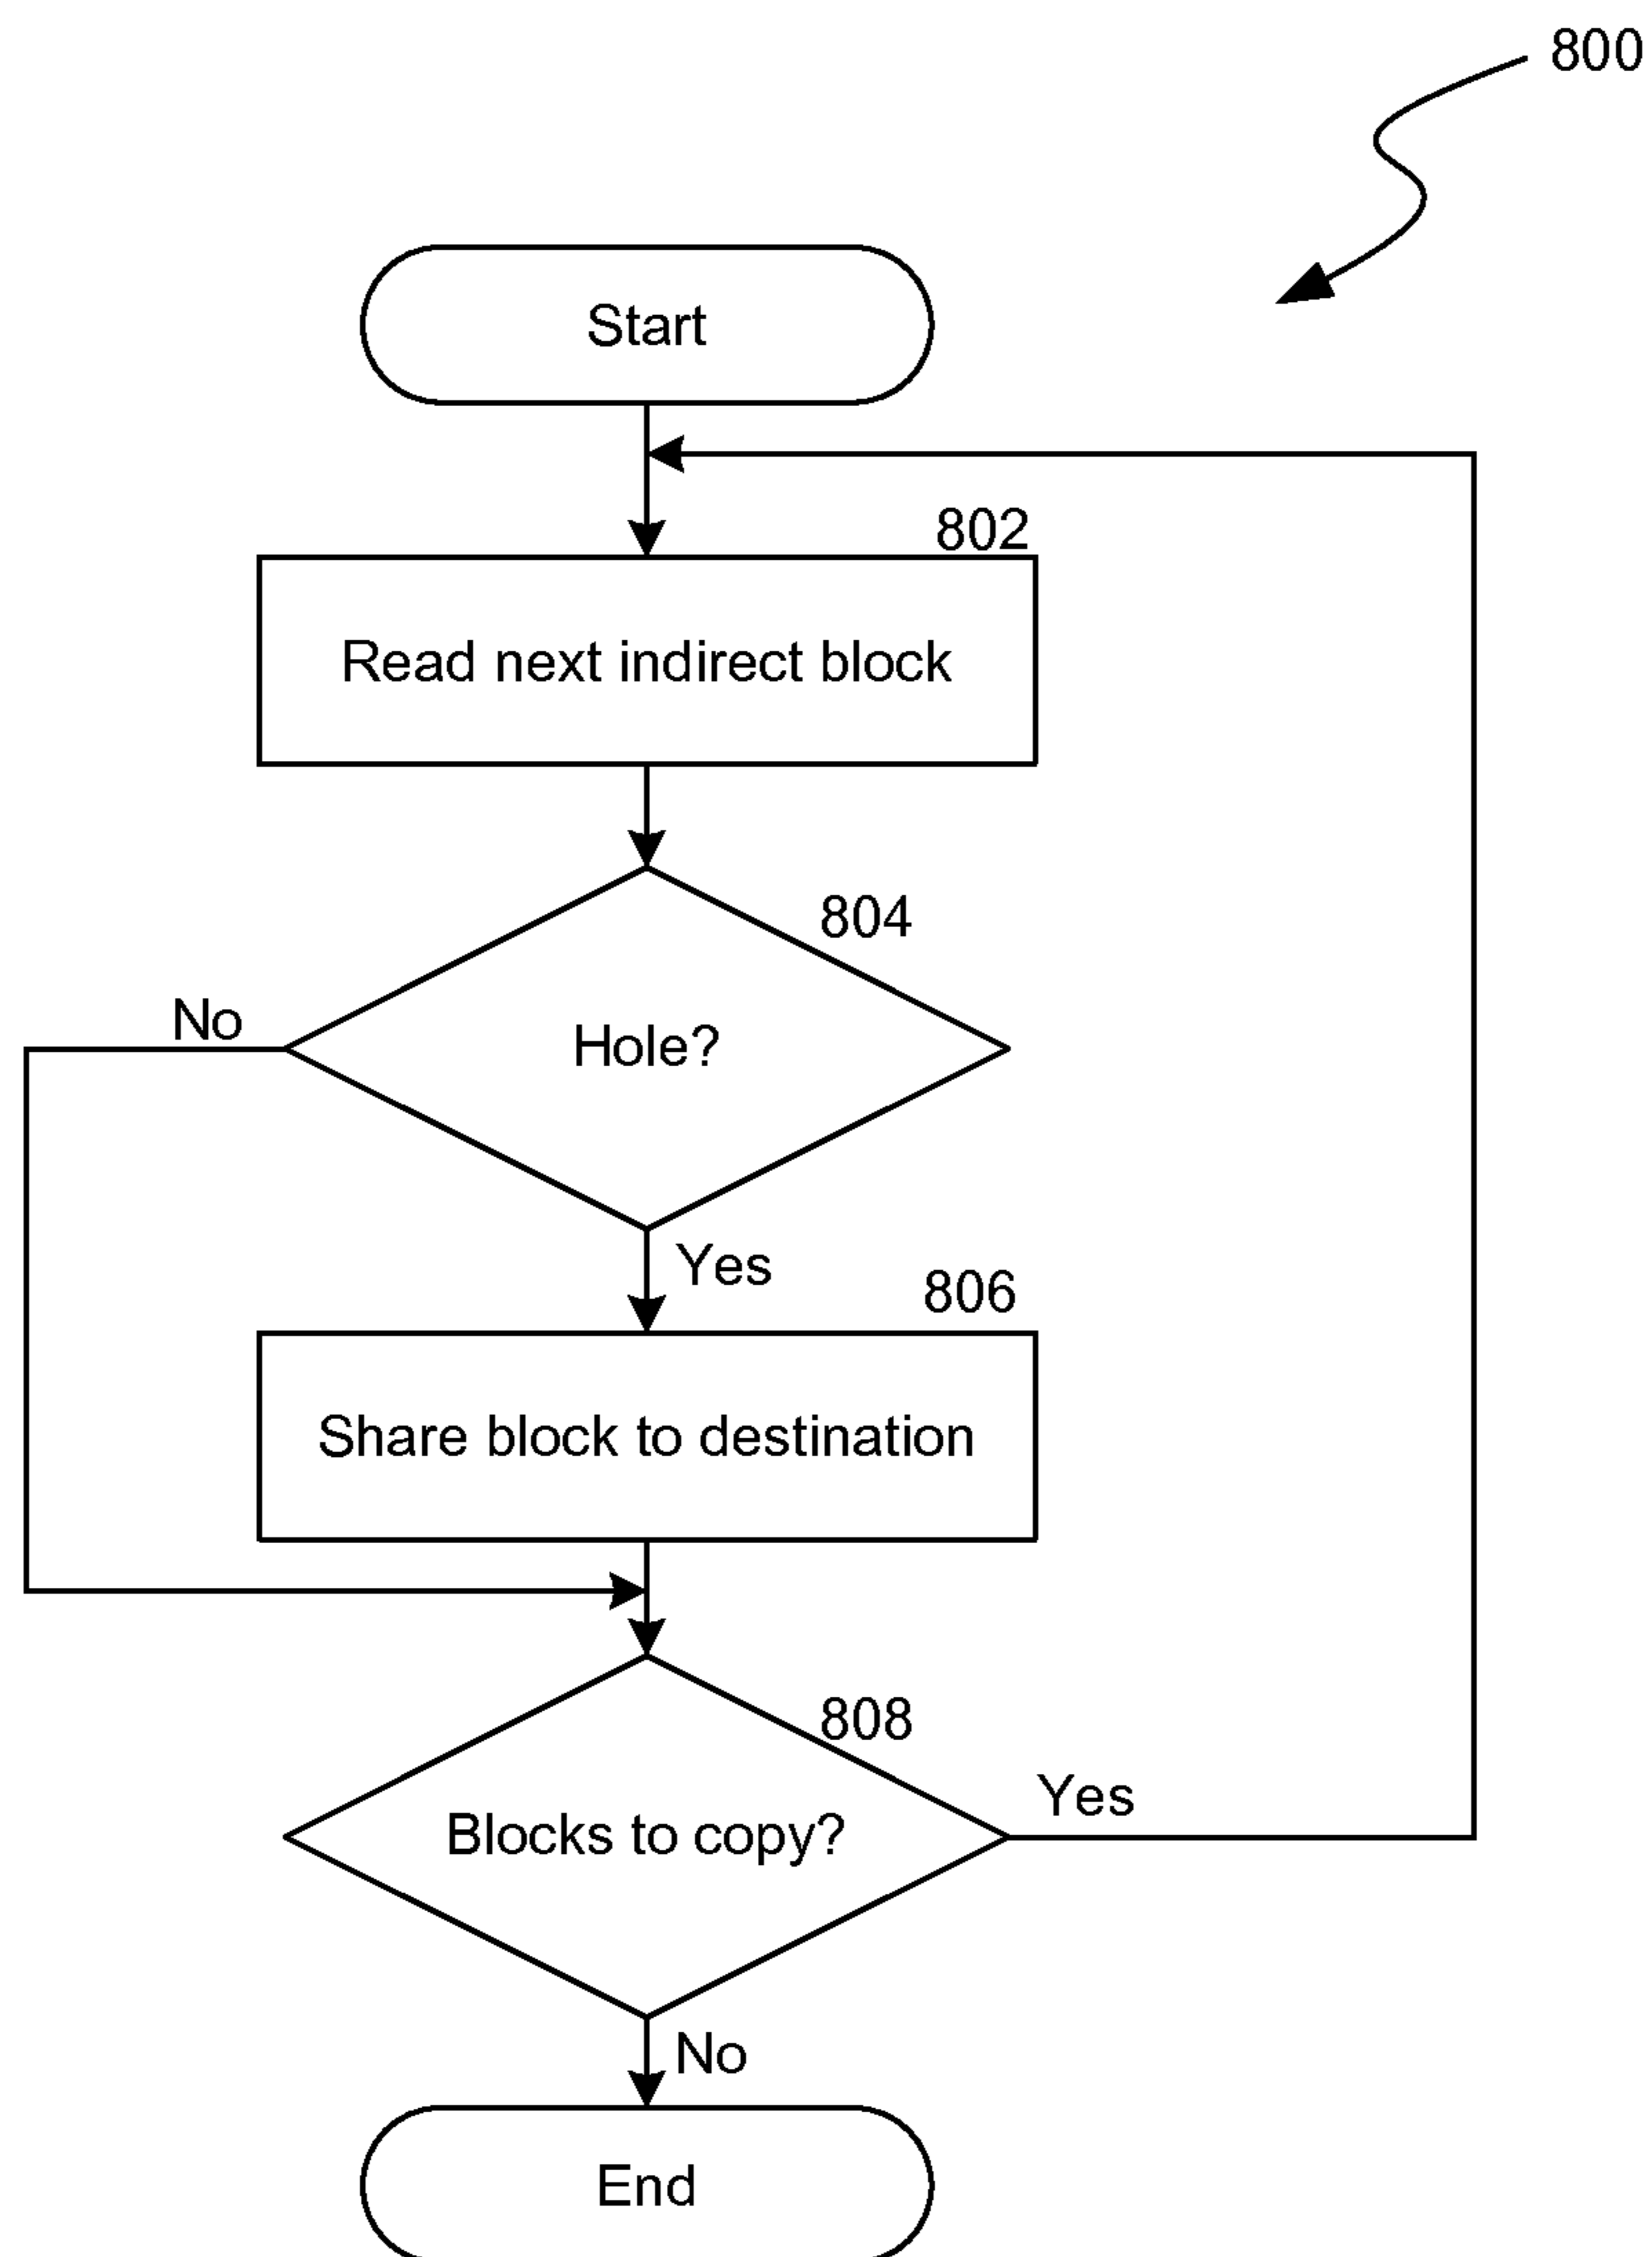 800
Start
802
Read next indirect block
804
No
Hole?
Yes
806
Share block to destination
808
Yes
Blocks to copy?
No
End